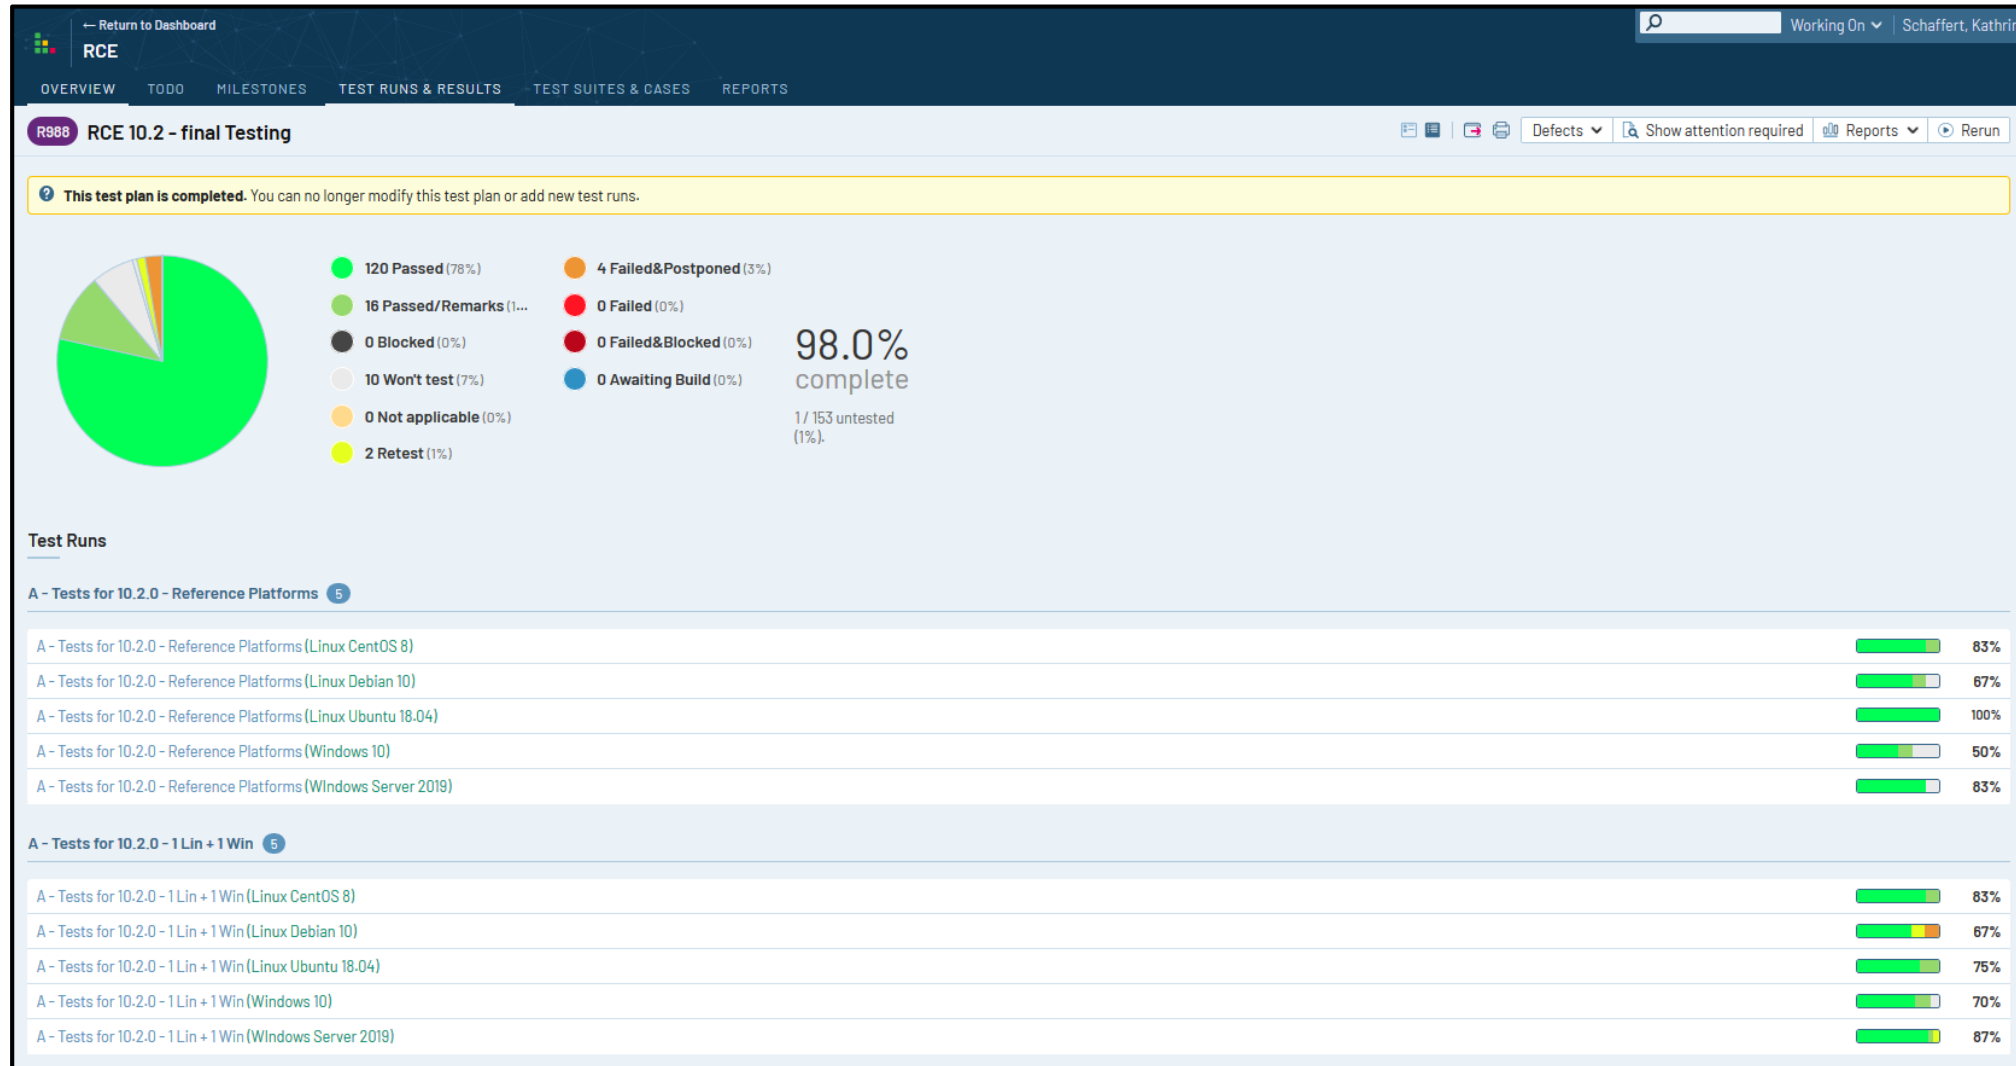 ← Return to Dashboard
RCE
Working On
Schaffert, Kathrin
OVERVIEW TODO MILESTONES TEST RUNS & RESULTS TEST SUITES & CASES REPORTS
R988 RCE 10.2 - final Testing
Defects Show attention required Reports Rerun
This test plan is completed. You can no longer modify this test plan or add new test runs.
120 Passed (78%)
16 Passed/Remarks (1...
0 Blocked (0%)
10 Won't test (7%)
0 Not applicable (0%)
2 Retest (1%)
4 Failed&Postponed (3%)
0 Failed (0%)
0 Failed&Blocked (0%)
0 Awaiting Build (0%)
98.0%
complete
1 / 153 untested
(1%).
Test Runs
A - Tests for 10.2.0 - Reference Platforms 5
A - Tests for 10.2.0 - Reference Platforms (Linux CentOS 8) 83%
A - Tests for 10.2.0 - Reference Platforms (Linux Debian 10) 67%
A - Tests for 10.2.0 - Reference Platforms (Linux Ubuntu 18.04) 100%
A - Tests for 10.2.0 - Reference Platforms (Windows 10) 50%
A - Tests for 10.2.0 - Reference Platforms (WIndows Server 2019) 83%
A - Tests for 10.2.0 - 1 Lin + 1 Win 5
A - Tests for 10.2.0 - 1 Lin + 1 Win (Linux CentOS 8) 83%
A - Tests for 10.2.0 - 1 Lin + 1 Win (Linux Debian 10) 67%
A - Tests for 10.2.0 - 1 Lin + 1 Win (Linux Ubuntu 18.04) 75%
A - Tests for 10.2.0 - 1 Lin + 1 Win (Windows 10) 70%
A - Tests for 10.2.0 - 1 Lin + 1 Win (WIndows Server 2019) 87%